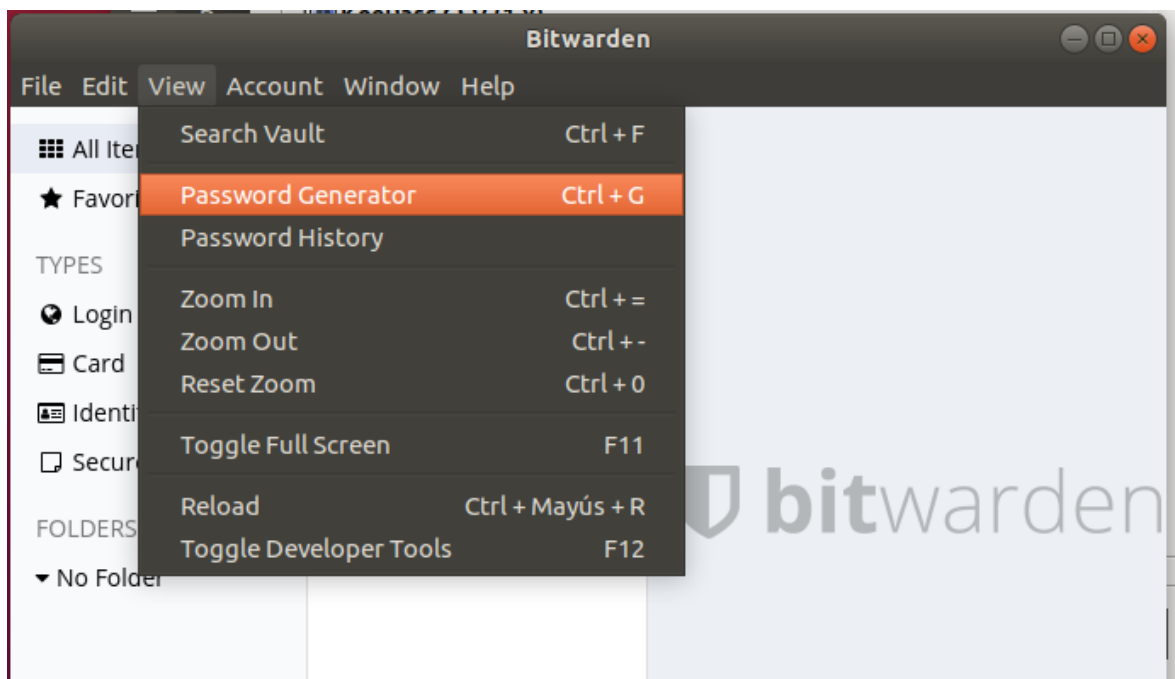 Bitwarden
File Edit View Account Window Help
Search Vault Ctrl + F
All Ite
Password Generator Ctrl + G
Favori
Password History
TYPES
Zoom In Ctrl + =
Login
Zoom Out Ctrl + -
Card
Reset Zoom Ctrl + 0
Identi
Toggle Full Screen F11
Secur
Reload Ctrl + Mayús + R
bitwarden
FOLDERS
Toggle Developer Tools F12
No Folder